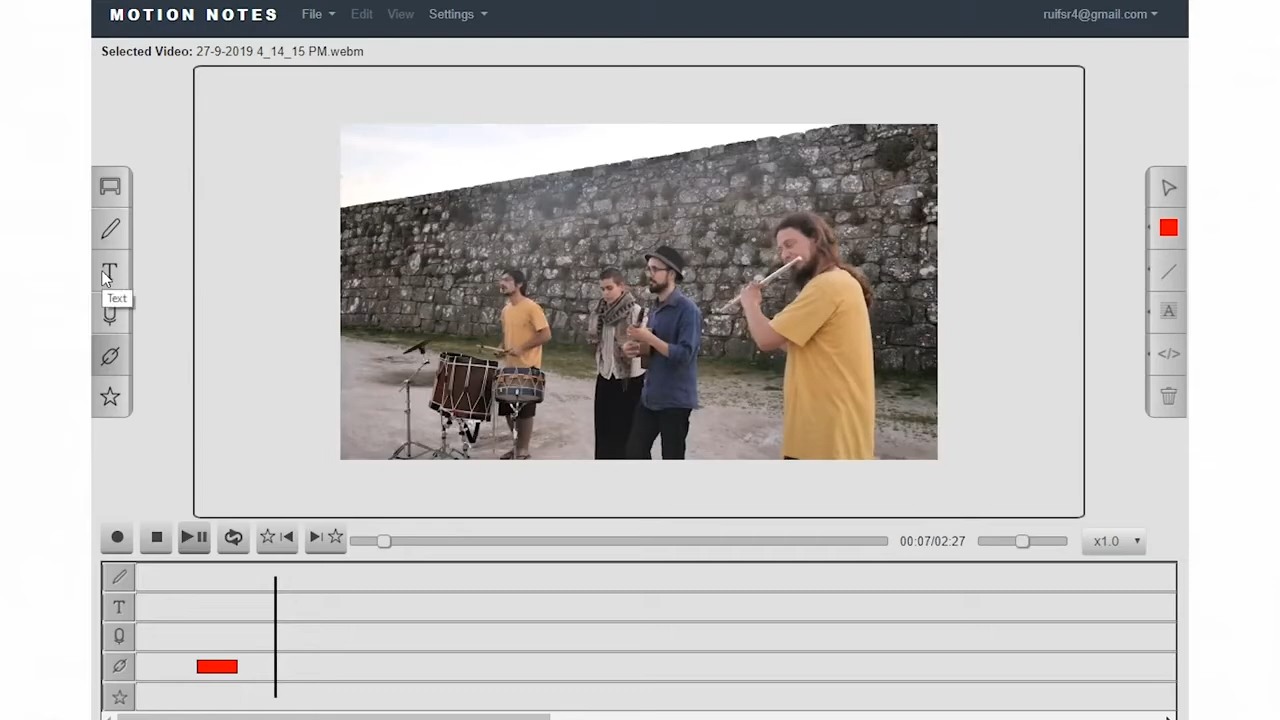 MOTION NOTES File Edit View Settings ruifsr4@gmail.com
Selected Video: 27-9-2019 4_14_15 PM.webm
T
Text
A
</>
00:07/02:27 x1.0
T